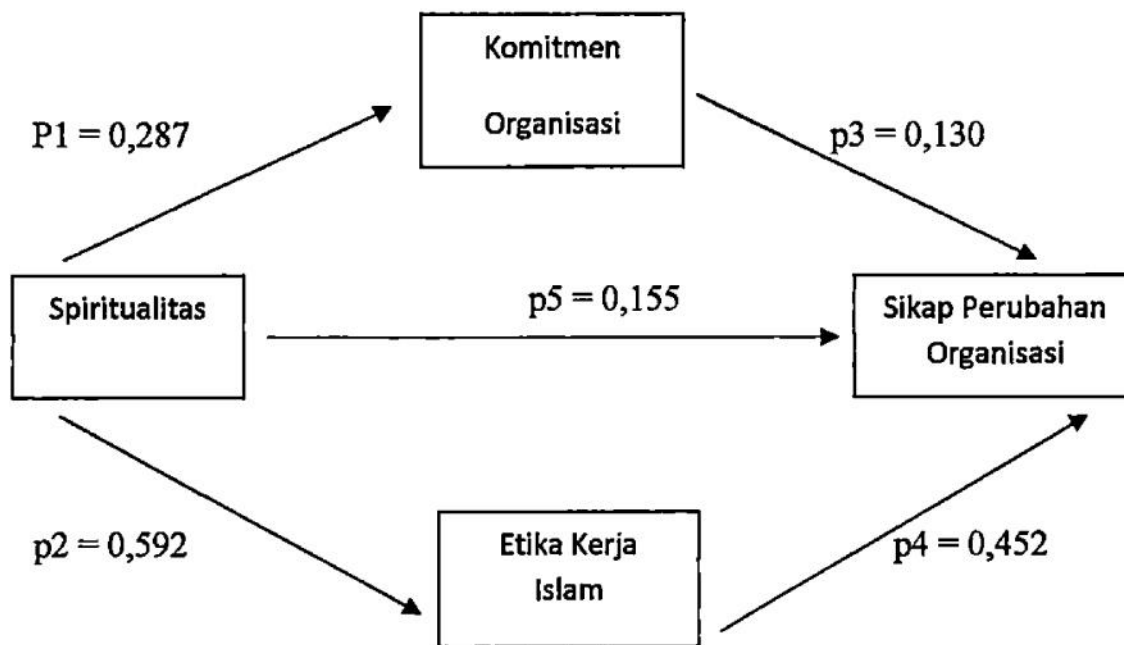 Komitmen
Organisasi
P1 = 0,287
p3 = 0,130
Spiritualitas
p5 = 0,155
Sikap Perubahan
Organisasi
p2 = 0,592
Etika Kerja
Islam
p4 = 0,452